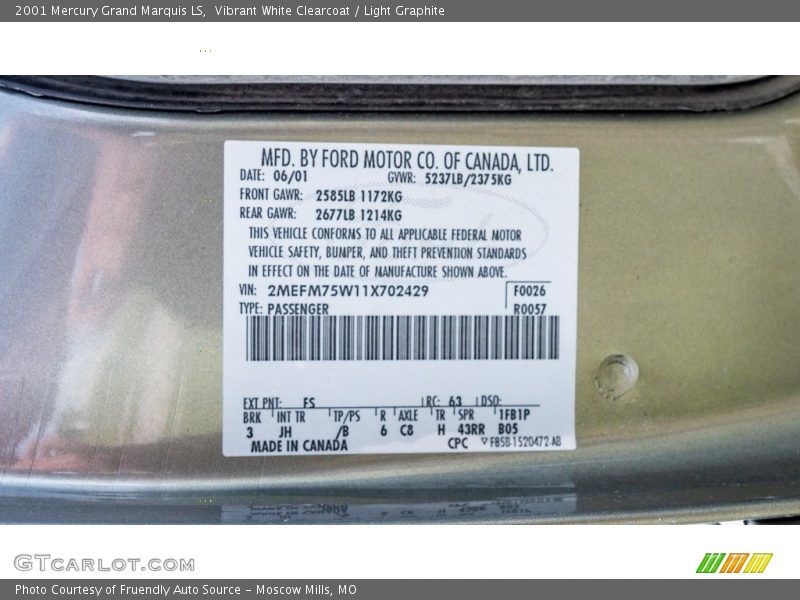 2001 Mercury Grand Marquis LS,  Vibrant White Clearcoat / Light Graphite
MFD. BY FORD MOTOR CO. OF CANADA, LTD.
DATE: 06/01 GVWR: 5237LB/2375KG
FRONT GAWR: 2585LB 1172KG
REAR GAWR: 2677LB 1214KG
THIS VEHICLE CONFORMS TO ALL APPLICABLE FEDERAL MOTOR
VEHICLE SAFETY, BUMPER, AND THEFT PREVENTION STANDARDS
IN EFFECT ON THE DATE OF MANUFACTURE SHOWN ABOVE.
VIN: 2MEFM75W11X702429 F0026
TYPE: PASSENGER R0057
EXT PNT: FS RC: 63 DSO:
BRK INT TR TP/PS R AXLE TR SPR 1FB1P
3 JH /B 6 C8 H 43RR B05
MADE IN CANADA CPC F85B-1520472-AB
GTCARLOT.COM
Photo Courtesy of Fruendly Auto Source - Moscow Mills, MO